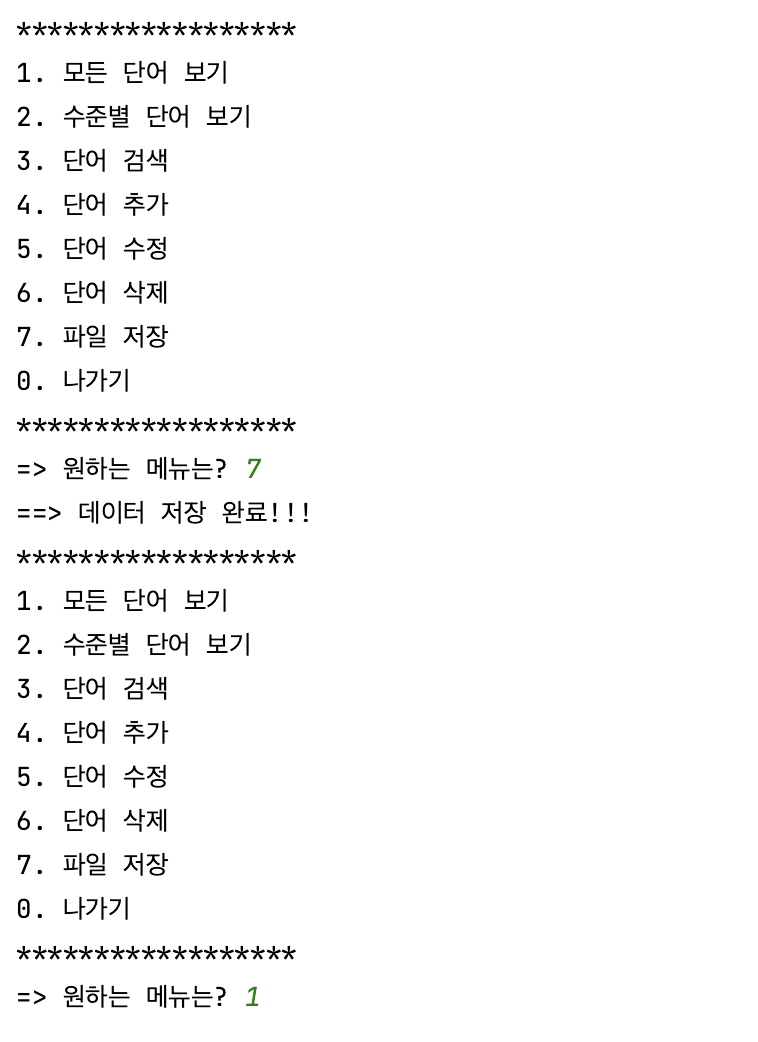 ******************
1. 모든 단어 보기
2. 수준별 단어 보기
3. 단어 검색
4. 단어 추가
5. 단어 수정
6. 단어 삭제
7. 파일 저장
0. 나가기
******************
=> 원하는 메뉴는? 7
==> 데이터 저장 완료!!!
******************
1. 모든 단어 보기
2. 수준별 단어 보기
3. 단어 검색
4. 단어 추가
5. 단어 수정
6. 단어 삭제
7. 파일 저장
0. 나가기
******************
=> 원하는 메뉴는? 1